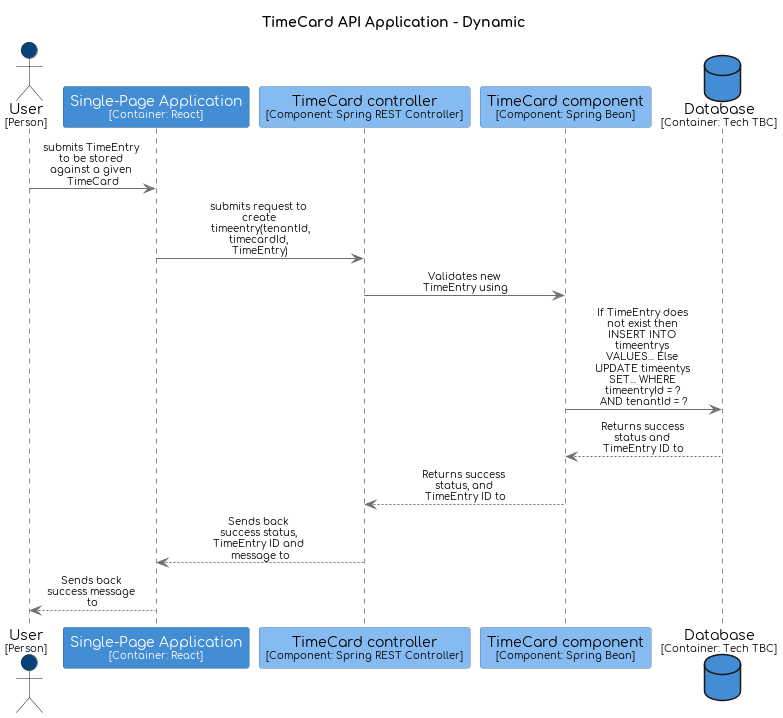 TimeCard API Application - Dynamic
User
[Person]
Single-Page Application
[Container: React]
TimeCard controller
[Component: Spring REST Controller]
TimeCard component
[Component: Spring Bean]
Database
[Container: Tech TBC]
submits TimeEntry
to be stored
against a given
TimeCard
submits request to
create
timeentry(tenantId,
timecardId,
TimeEntry)
Validates new
TimeEntry using
If TimeEntry does
not exist then
INSERT INTO
timeentrys
VALUES... Else
UPDATE timeentys
SET... WHERE
timeentryId = ?
AND tenantId = ?
Returns success
status and
TimeEntry ID to
Returns success
status, and
TimeEntry ID to
Sends back
success status,
TimeEntry ID and
message to
Sends back
success message
to
User
[Person]
Single-Page Application
[Container: React]
TimeCard controller
[Component: Spring REST Controller]
TimeCard component
[Component: Spring Bean]
Database
[Container: Tech TBC]